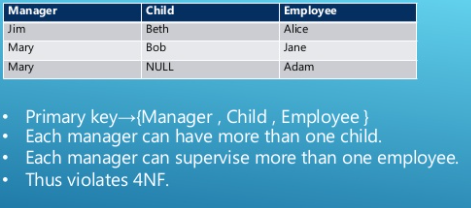 Manager Child Employee
Jim Beth Alice
Mary Bob Jane
Mary NULL Adam
• Primary key→{Manager , Child , Employee }
• Each manager can have more than one child.
• Each manager can supervise more than one employee.
• Thus violates 4NF.